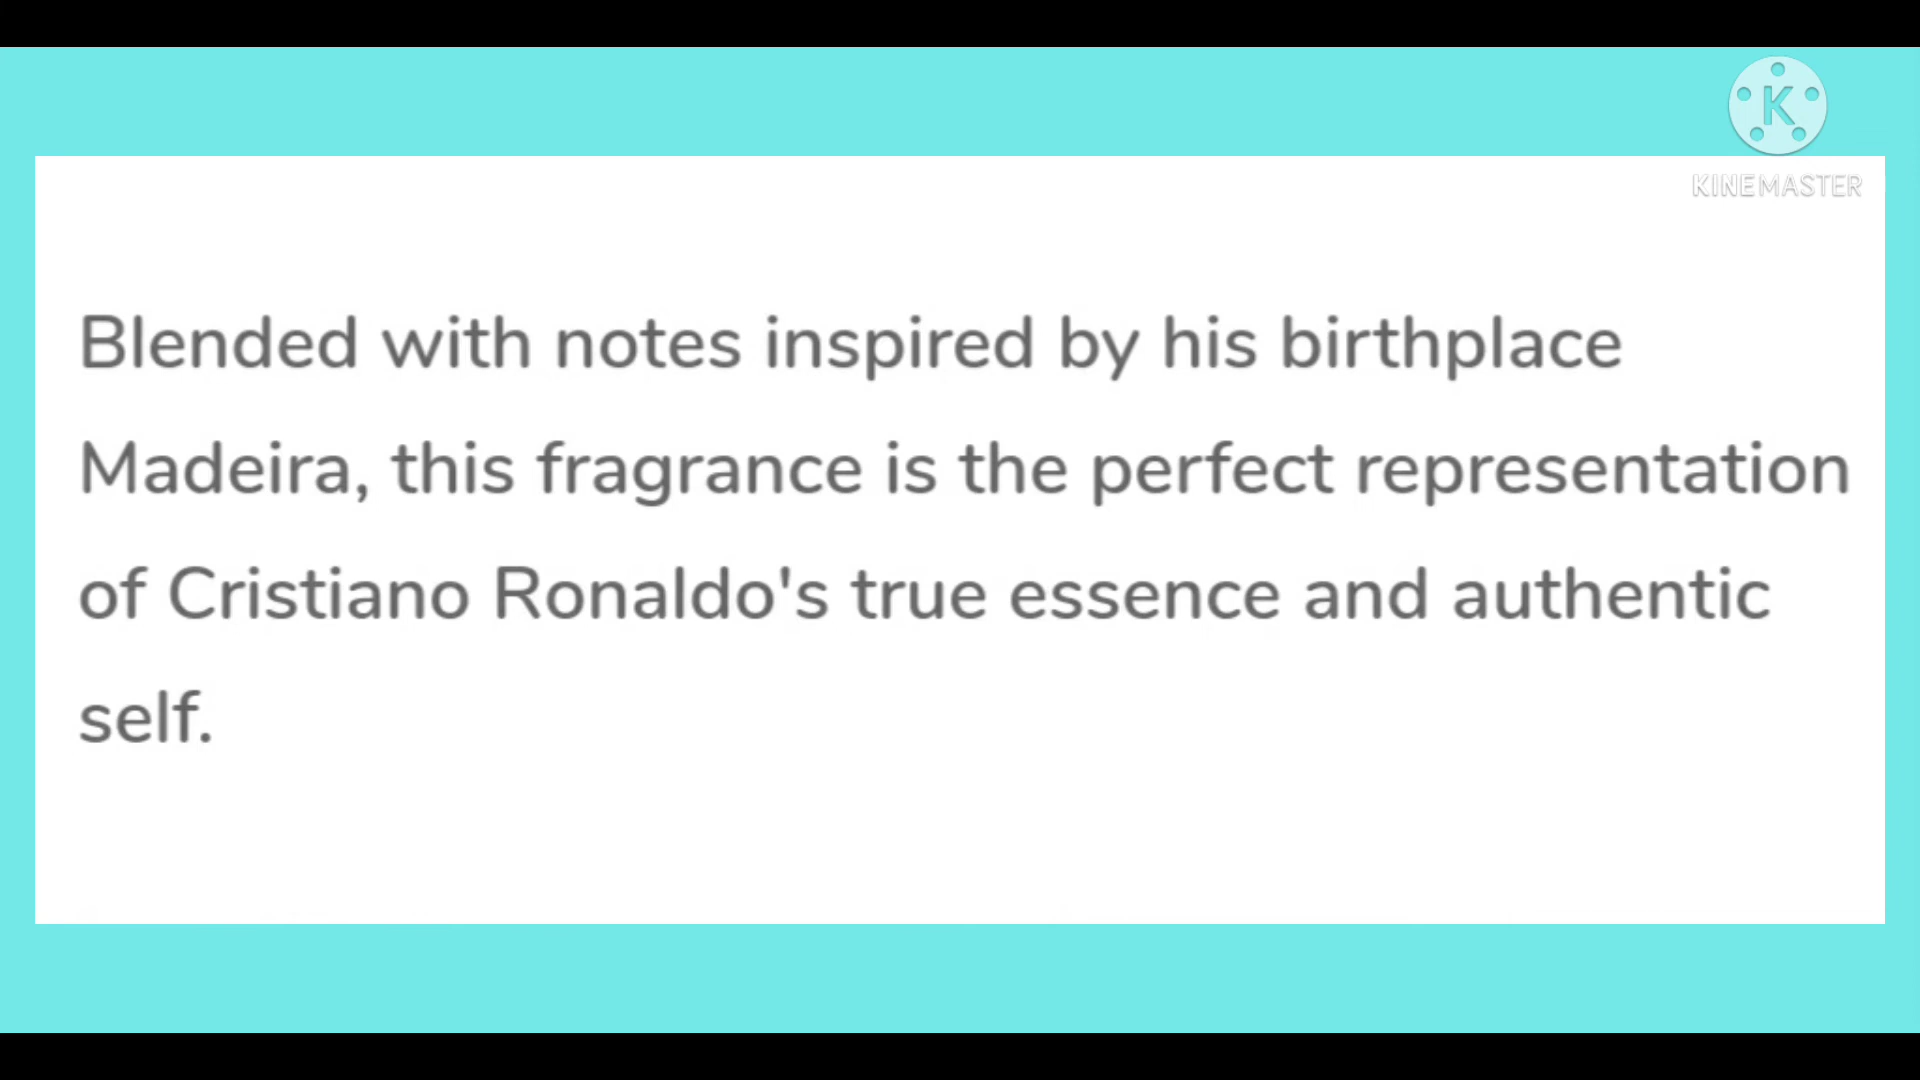 K
KINEMASTER
Blended with notes inspired by his birthplace
Madeira, this fragrance is the perfect representation
of Cristiano Ronaldo's true essence and authentic
self.